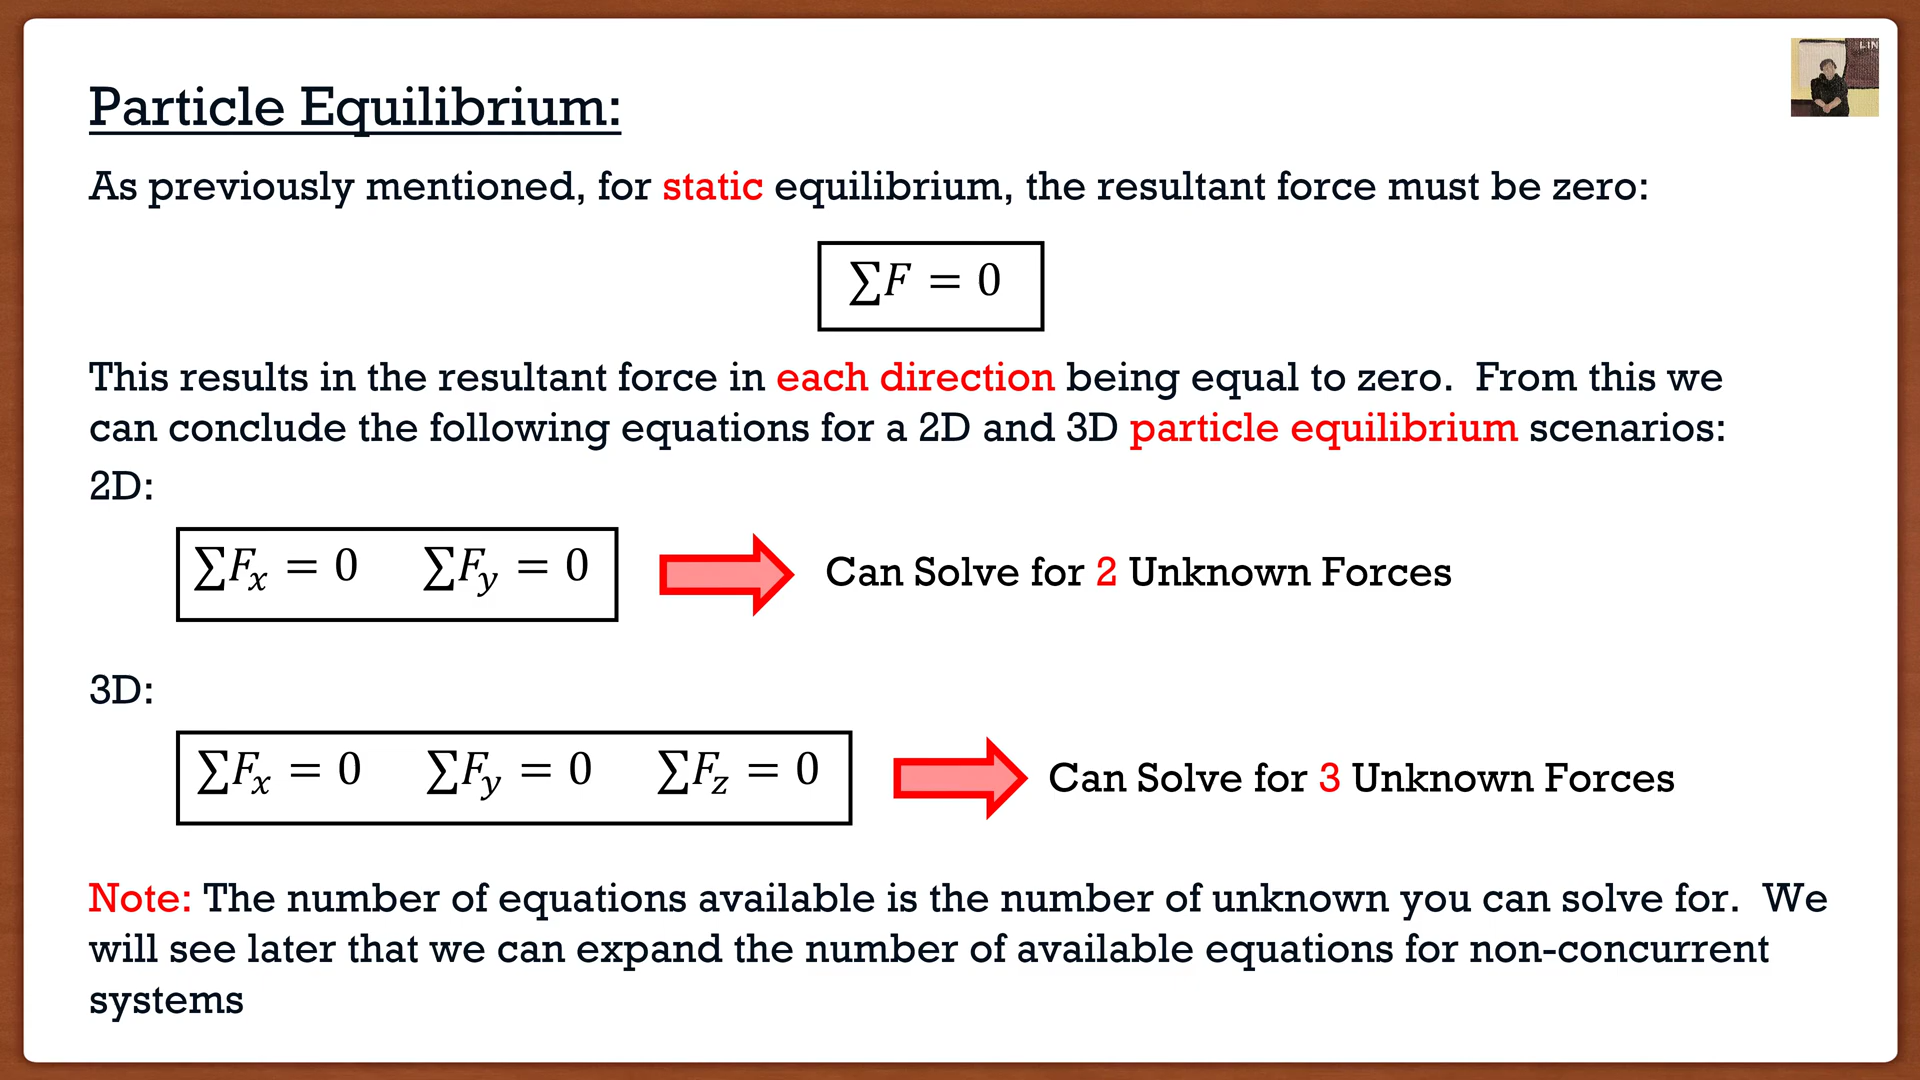 LIN
Particle Equilibrium:
As previously mentioned, for static equilibrium, the resultant force must be zero:
∑F = 0
This results in the resultant force in each direction being equal to zero.  From this we
can conclude the following equations for a 2D and 3D particle equilibrium scenarios:
2D:
∑Fₓ = 0   ∑F_y = 0   Can Solve for 2 Unknown Forces
3D:
∑Fₓ = 0   ∑F_y = 0   ∑F_z = 0   Can Solve for 3 Unknown Forces
Note: The number of equations available is the number of unknown you can solve for.  We
will see later that we can expand the number of available equations for non-concurrent
systems